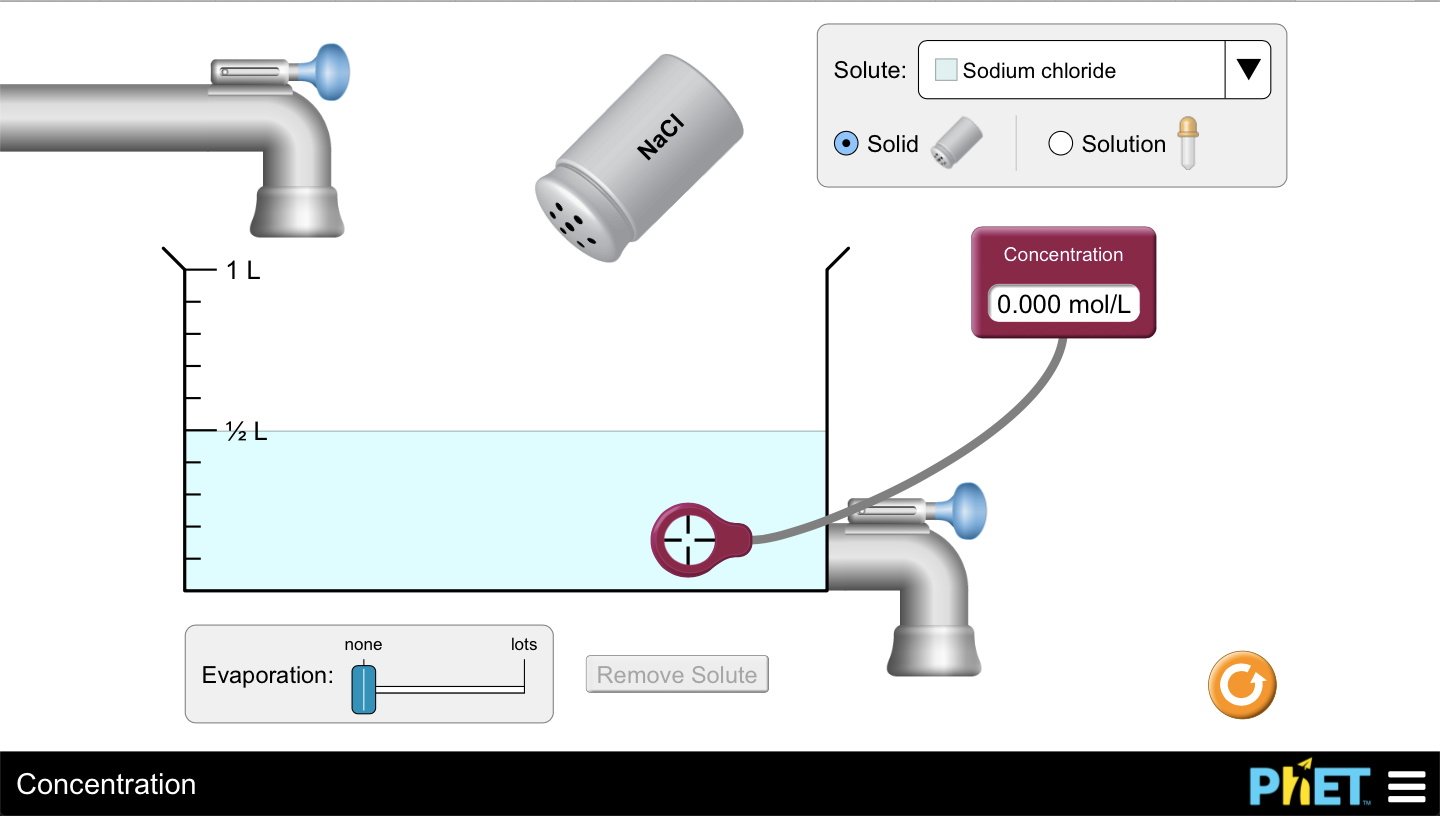 NaCl
Solute:
Sodium chloride
Solid
Solution
Concentration
0.000 mol/L
1 L
½ L
none
lots
Evaporation:
Remove Solute
Concentration
PhET™